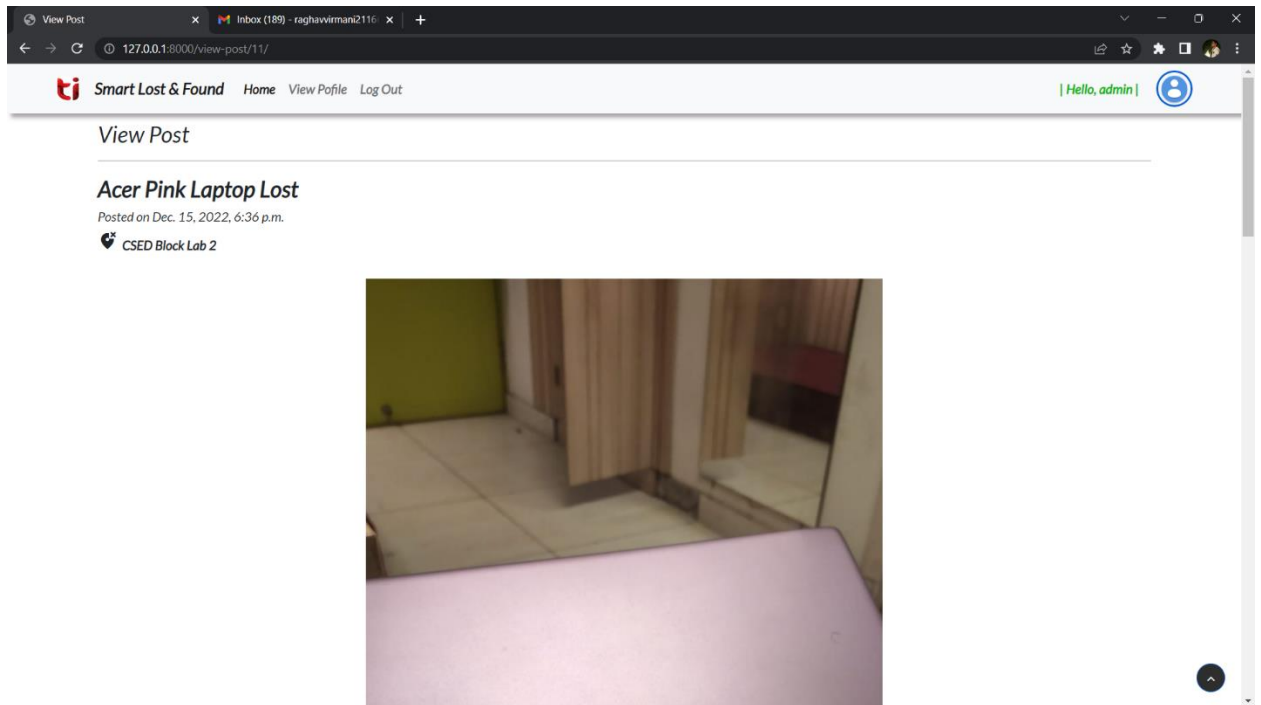 View Post
Inbox (189) - raghavvirmani2116
127.0.0.1:8000/view-post/11/
ti Smart Lost & Found Home View Pofile Log Out | Hello, admin |
View Post
Acer Pink Laptop Lost
Posted on Dec. 15, 2022, 6:36 p.m.
CSED Block Lab 2